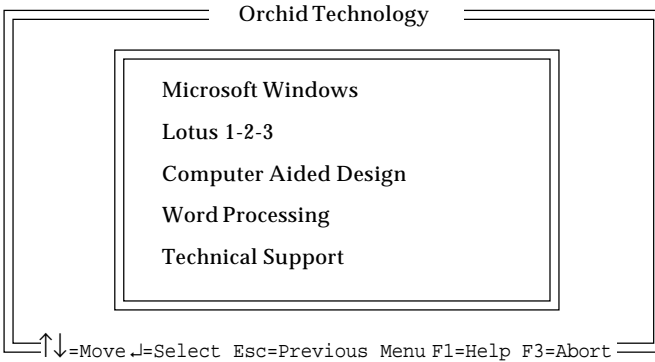 Orchid Technology
Microsoft Windows
Lotus 1-2-3
Computer Aided Design
Word Processing
Technical Support
↑↓=Move ↵=Select Esc=Previous Menu F1=Help F3=Abort